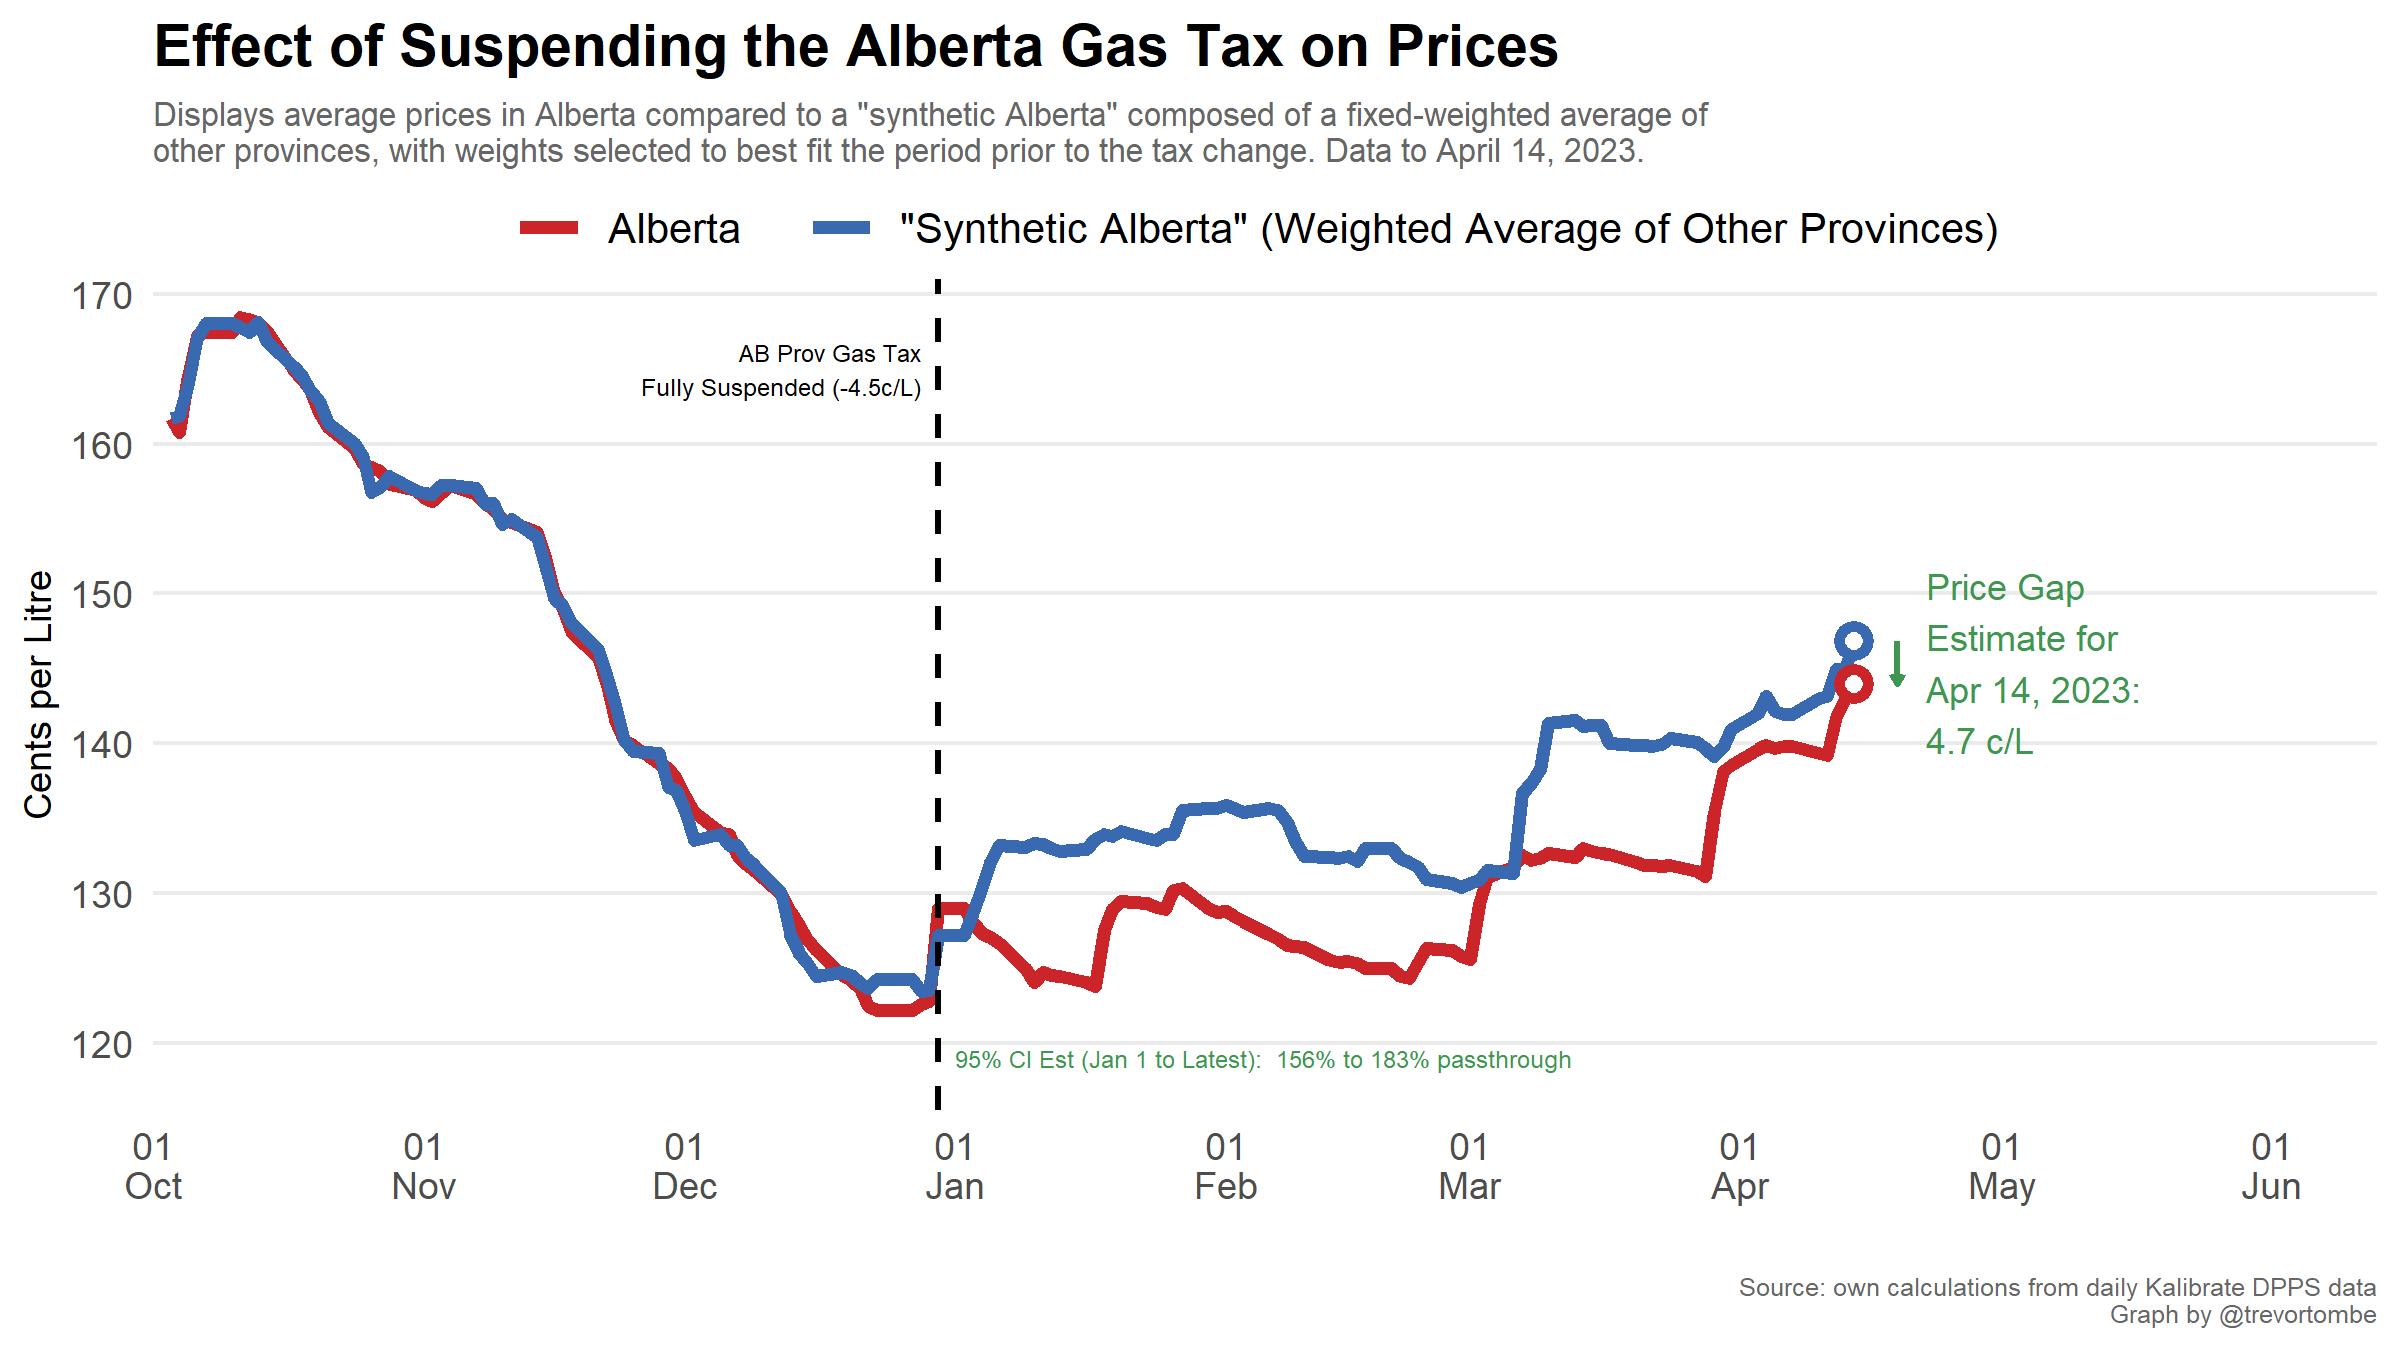 Effect of Suspending the Alberta Gas Tax on Prices
Displays average prices in Alberta compared to a "synthetic Alberta" composed of a fixed-weighted average of
other provinces, with weights selected to best fit the period prior to the tax change. Data to April 14, 2023.
Alberta
"Synthetic Alberta" (Weighted Average of Other Provinces)
170
160
150
140
130
120
Cents per Litre
AB Prov Gas Tax
Fully Suspended (-4.5c/L)
Price Gap
Estimate for
Apr 14, 2023:
4.7 c/L
95% CI Est (Jan 1 to Latest):  156% to 183% passthrough
01
Oct
01
Nov
01
Dec
01
Jan
01
Feb
01
Mar
01
Apr
01
May
01
Jun
Source: own calculations from daily Kalibrate DPPS data
Graph by @trevortombe